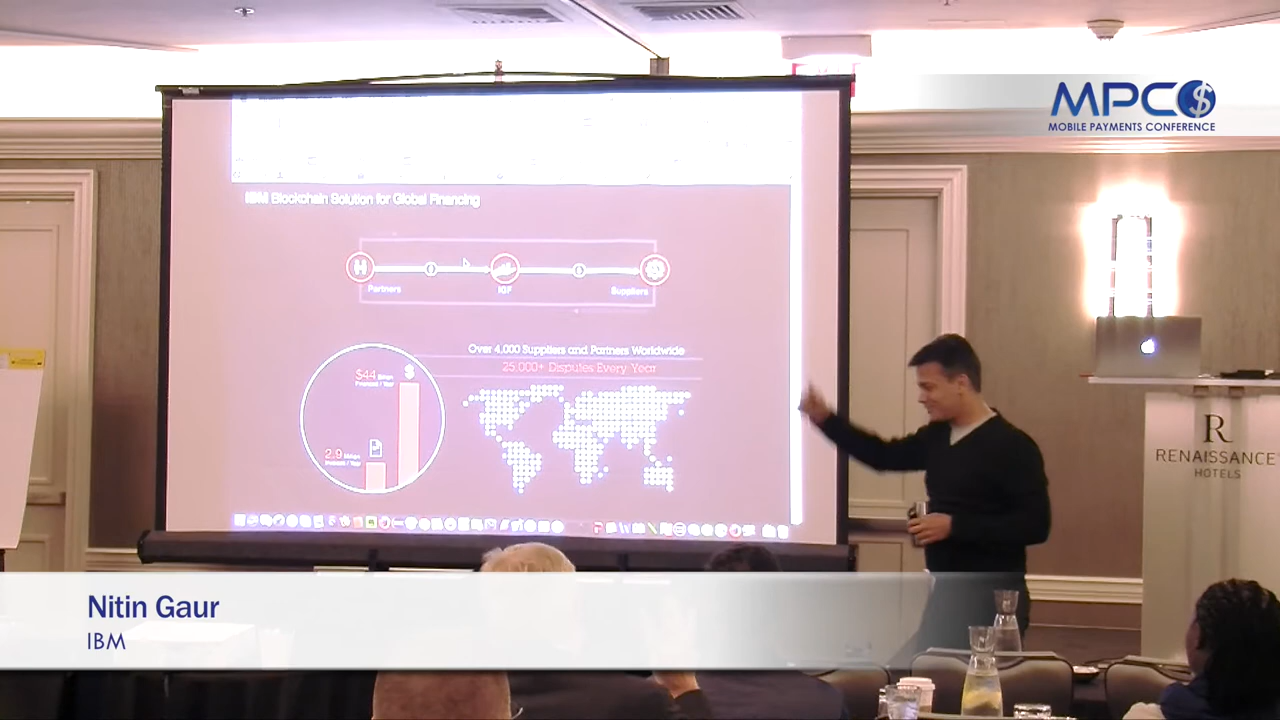 MPC$
MOBILE PAYMENTS CONFERENCE
IBM Blockchain Solution for Global Financing
Partners
IGF
Suppliers
Over 4,000 Suppliers and Partners Worldwide
25,000+ Disputes Every Year
$44
$
2.9
R
RENAISSANCE
HOTELS
Nitin Gaur
IBM